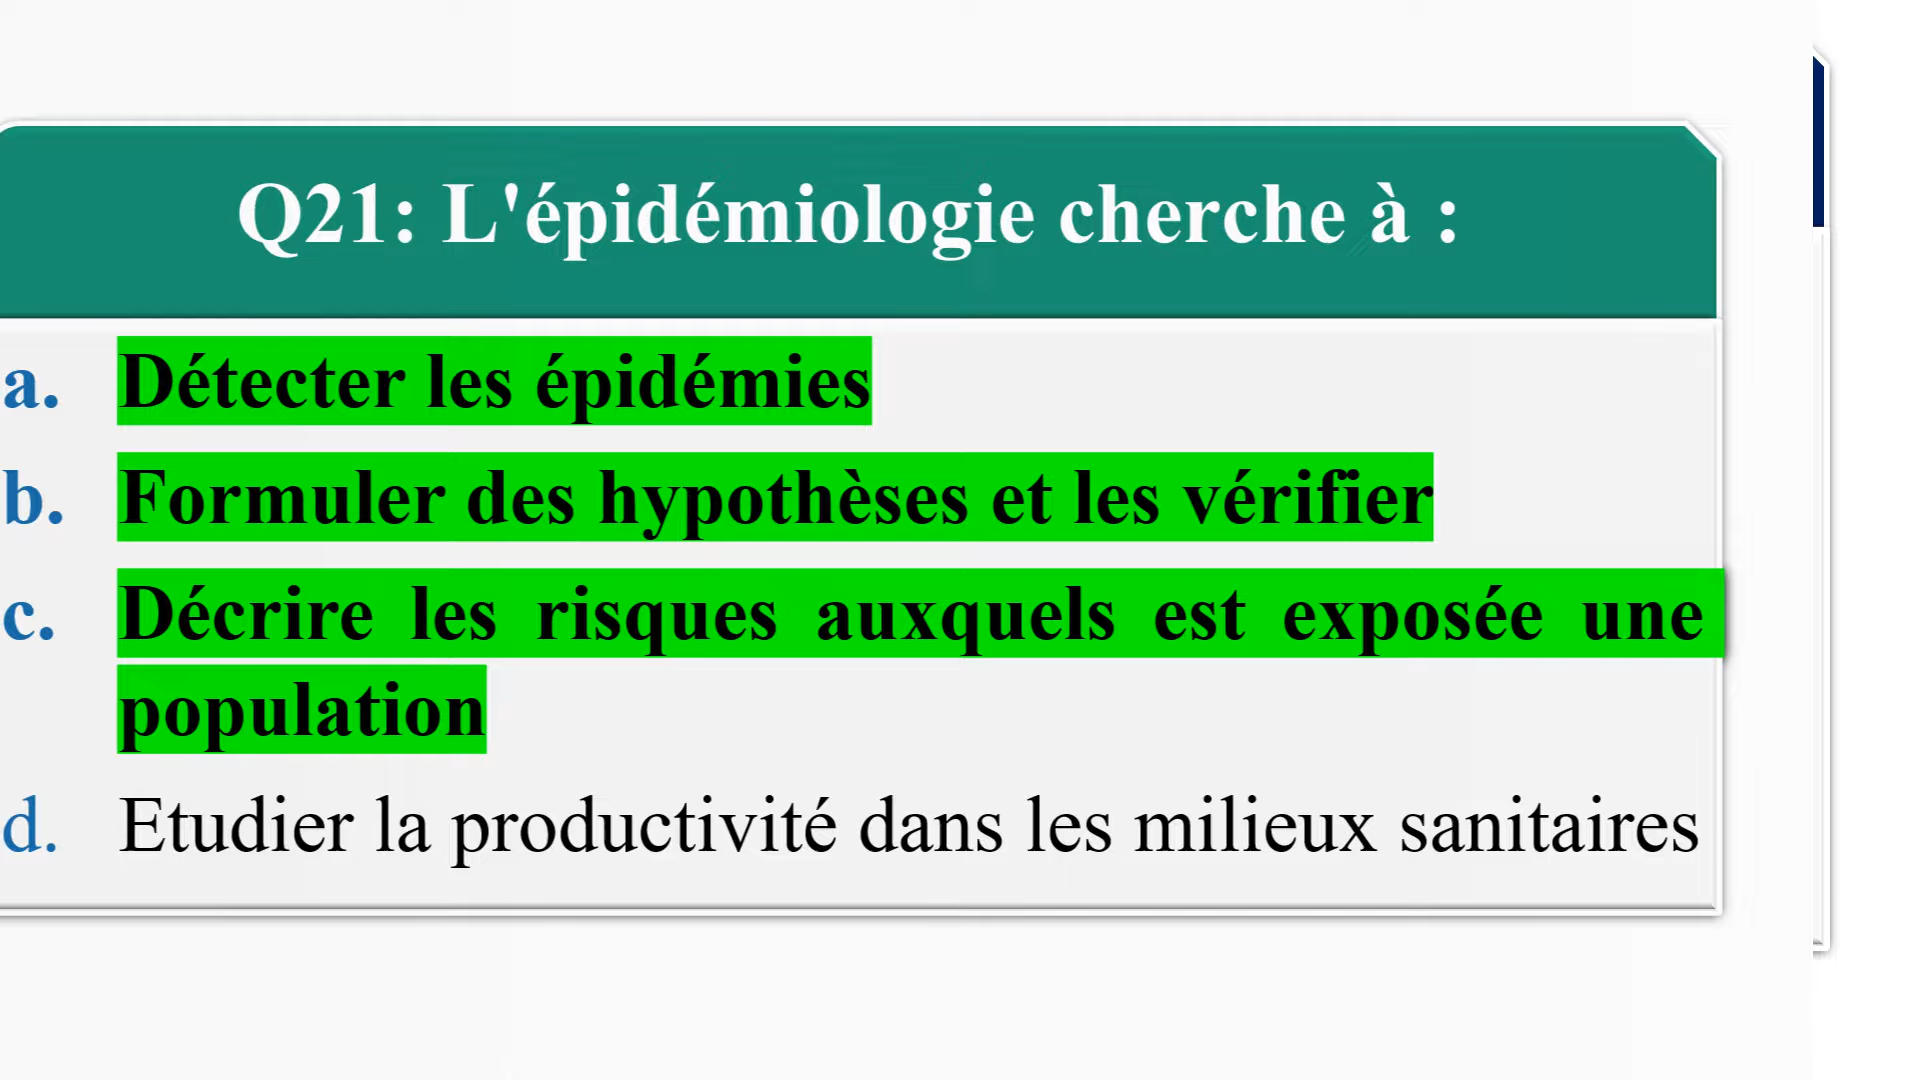 Q21: L'épidémiologie cherche à :
a. Détecter les épidémies
b. Formuler des hypothèses et les vérifier
c. Décrire les risques auxquels est exposée une
population
d. Etudier la productivité dans les milieux sanitaires